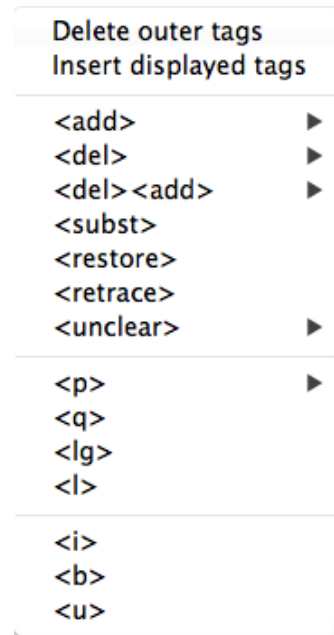 Delete outer tags
Insert displayed tags
<add>
<del>
<del><add>
<subst>
<restore>
<retrace>
<unclear>
<p>
<q>
<lg>
<l>
<i>
<b>
<u>